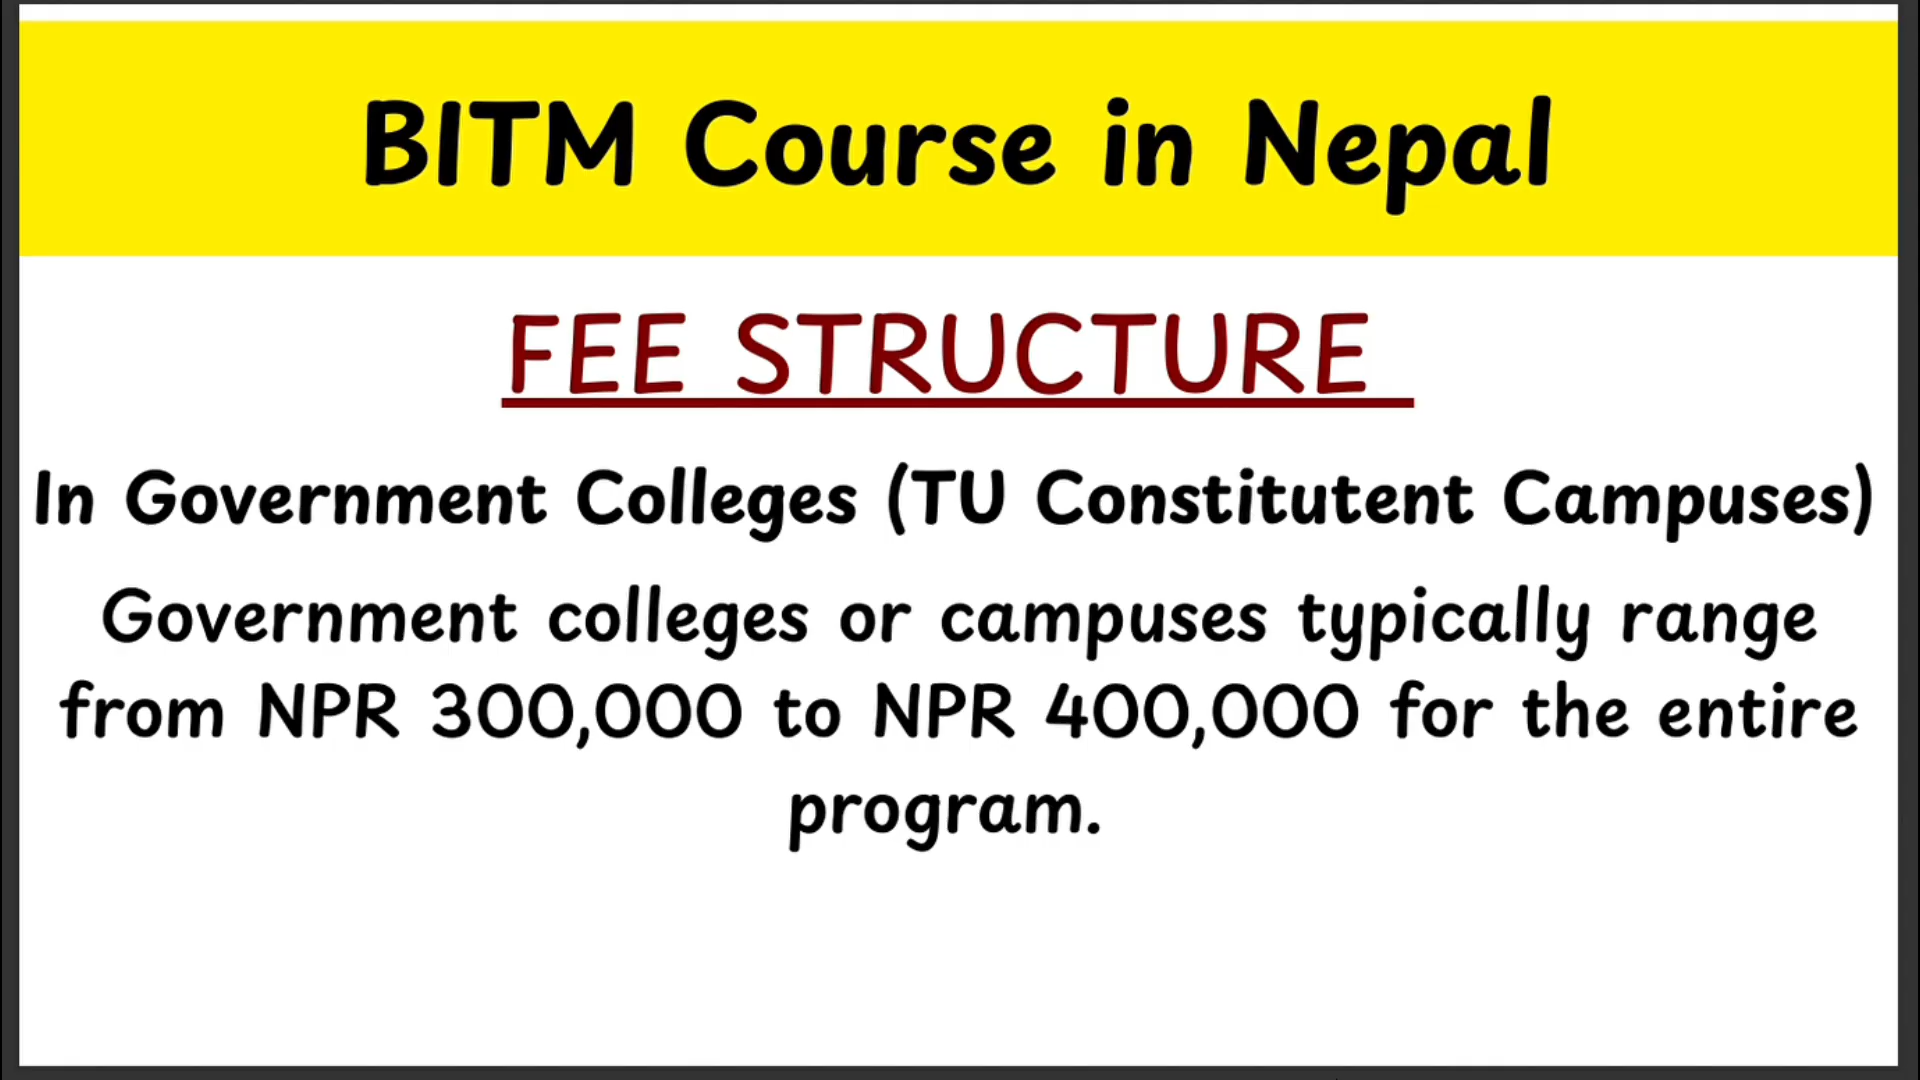 BITM Course in Nepal
FEE STRUCTURE
In Government Colleges (TU Constitutent Campuses)
Government colleges or campuses typically range
from NPR 300,000 to NPR 400,000 for the entire
program.